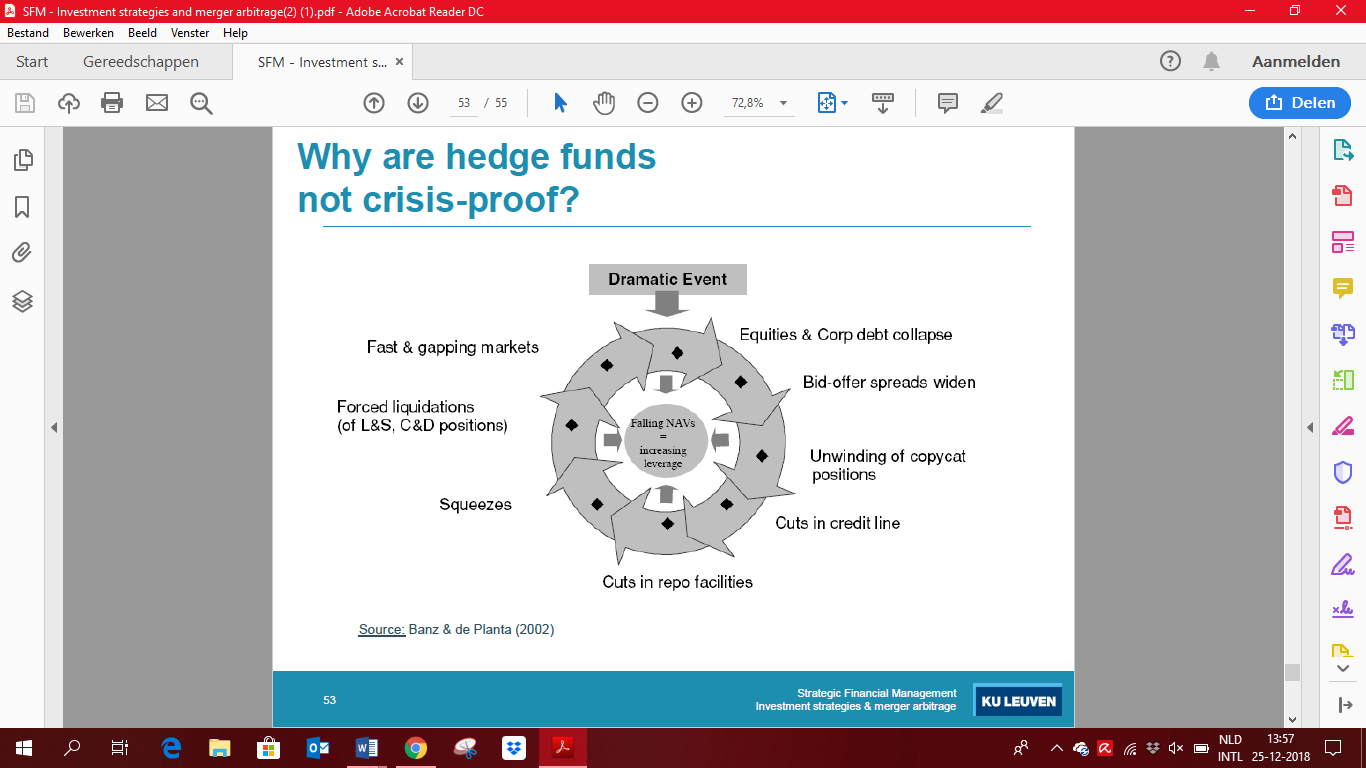 SFM - Investment strategies and merger arbitrage(2) (1).pdf - Adobe Acrobat Reader DC
Bestand Bewerken Beeld Venster Help
Start Gereedschappen SFM - Investment s... × Aanmelden
53 / 55 72,8% Delen
Why are hedge funds
not crisis-proof?
Dramatic Event
Equities & Corp debt collapse
Bid-offer spreads widen
Unwinding of copycat
positions
Cuts in credit line
Cuts in repo facilities
Squeezes
Forced liquidations
(of L&S, C&D positions)
Fast & gapping markets
Falling NAVs
=
increasing
leverage
Source: Banz & de Planta (2002)
53
Strategic Financial Management
Investment strategies & merger arbitrage
KU LEUVEN
NLD 13:57
INTL 25-12-2018